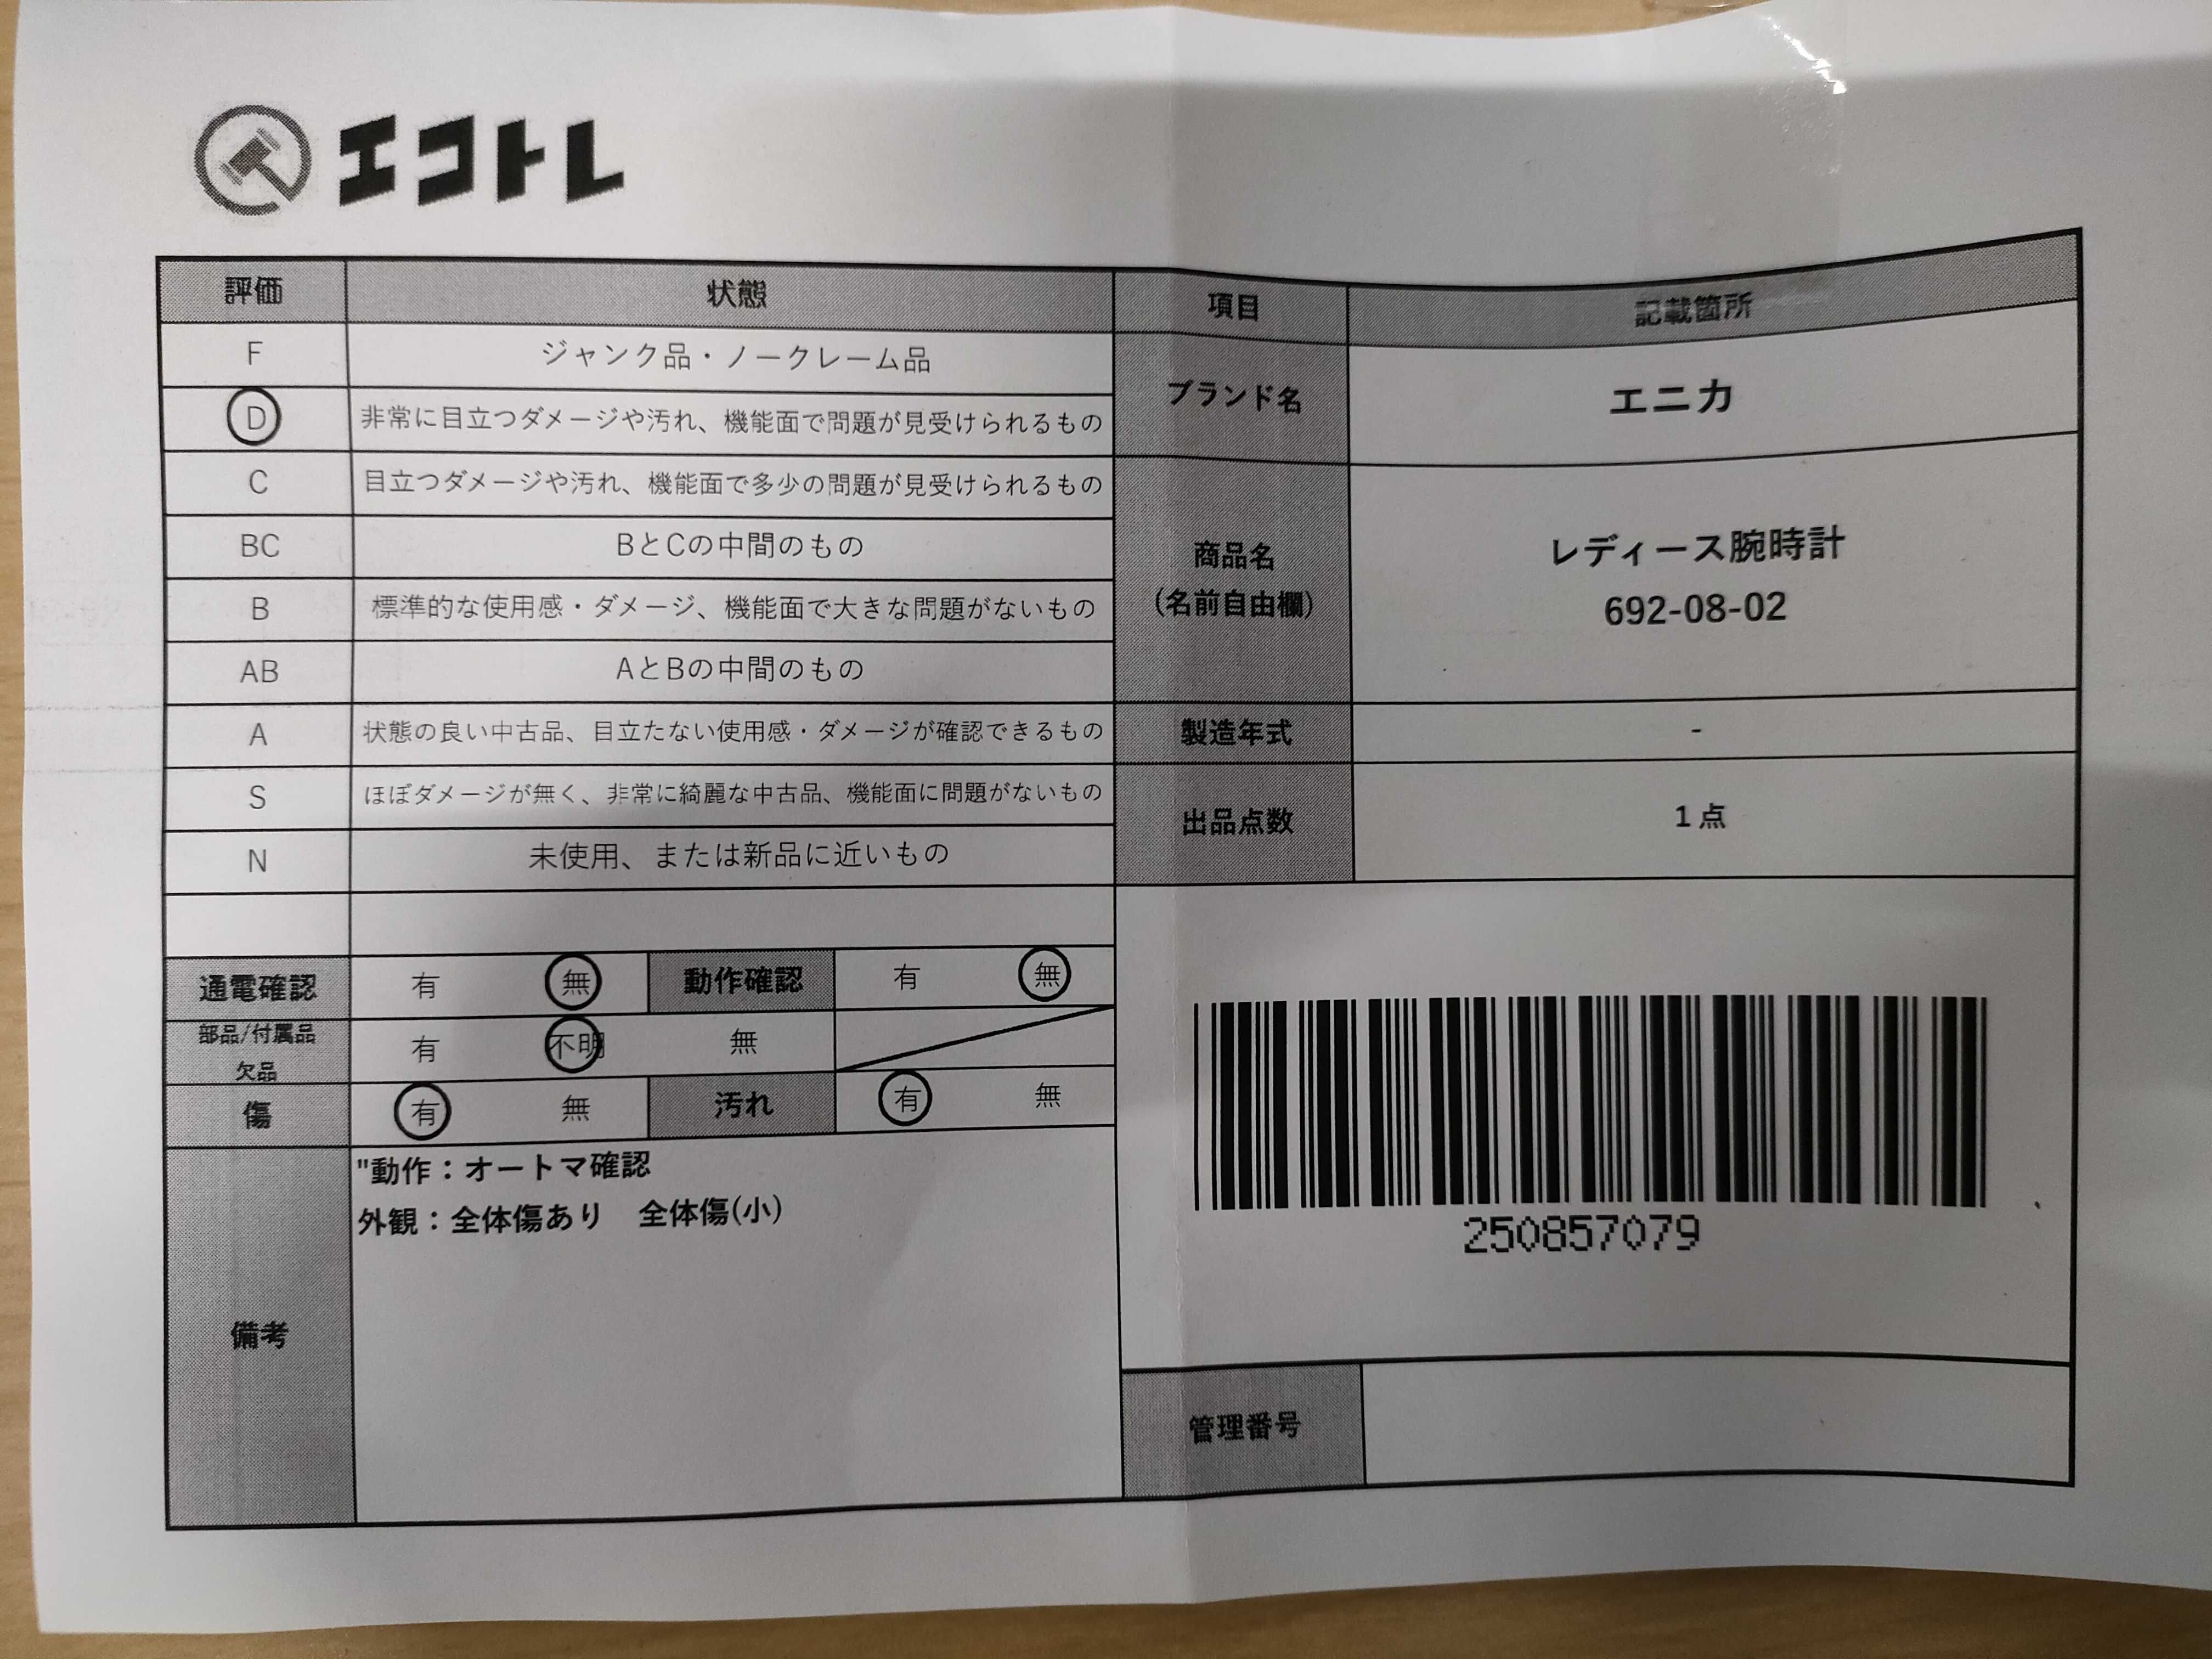 エコトレ
評価 状態
F ジャンク品・ノークレーム品
D 非常に目立つダメージや汚れ、機能面で問題が見受けられるもの
C 目立つダメージや汚れ、機能面で多少の問題が見受けられるもの
BC BとCの中間のもの
B 標準的な使用感・ダメージ、機能面で大きな問題がないもの
AB AとBの中間のもの
A 状態の良い中古品、目立たない使用感・ダメージが確認できるもの
S ほぼダメージが無く、非常に綺麗な中古品、機能面に問題がないもの
N 未使用、または新品に近いもの
通電確認 有 無 動作確認 有 無
部品/付属品
欠品
有 不明 無
傷 有 無 汚れ 有 無
備考
"動作：オートマ確認
外観：全体傷あり　全体傷(小)
項目 記載箇所
ブランド名 エニカ
商品名
(名前自由欄)
レディース腕時計
692-08-02
製造年式 -
出品点数 1点
250857079
管理番号